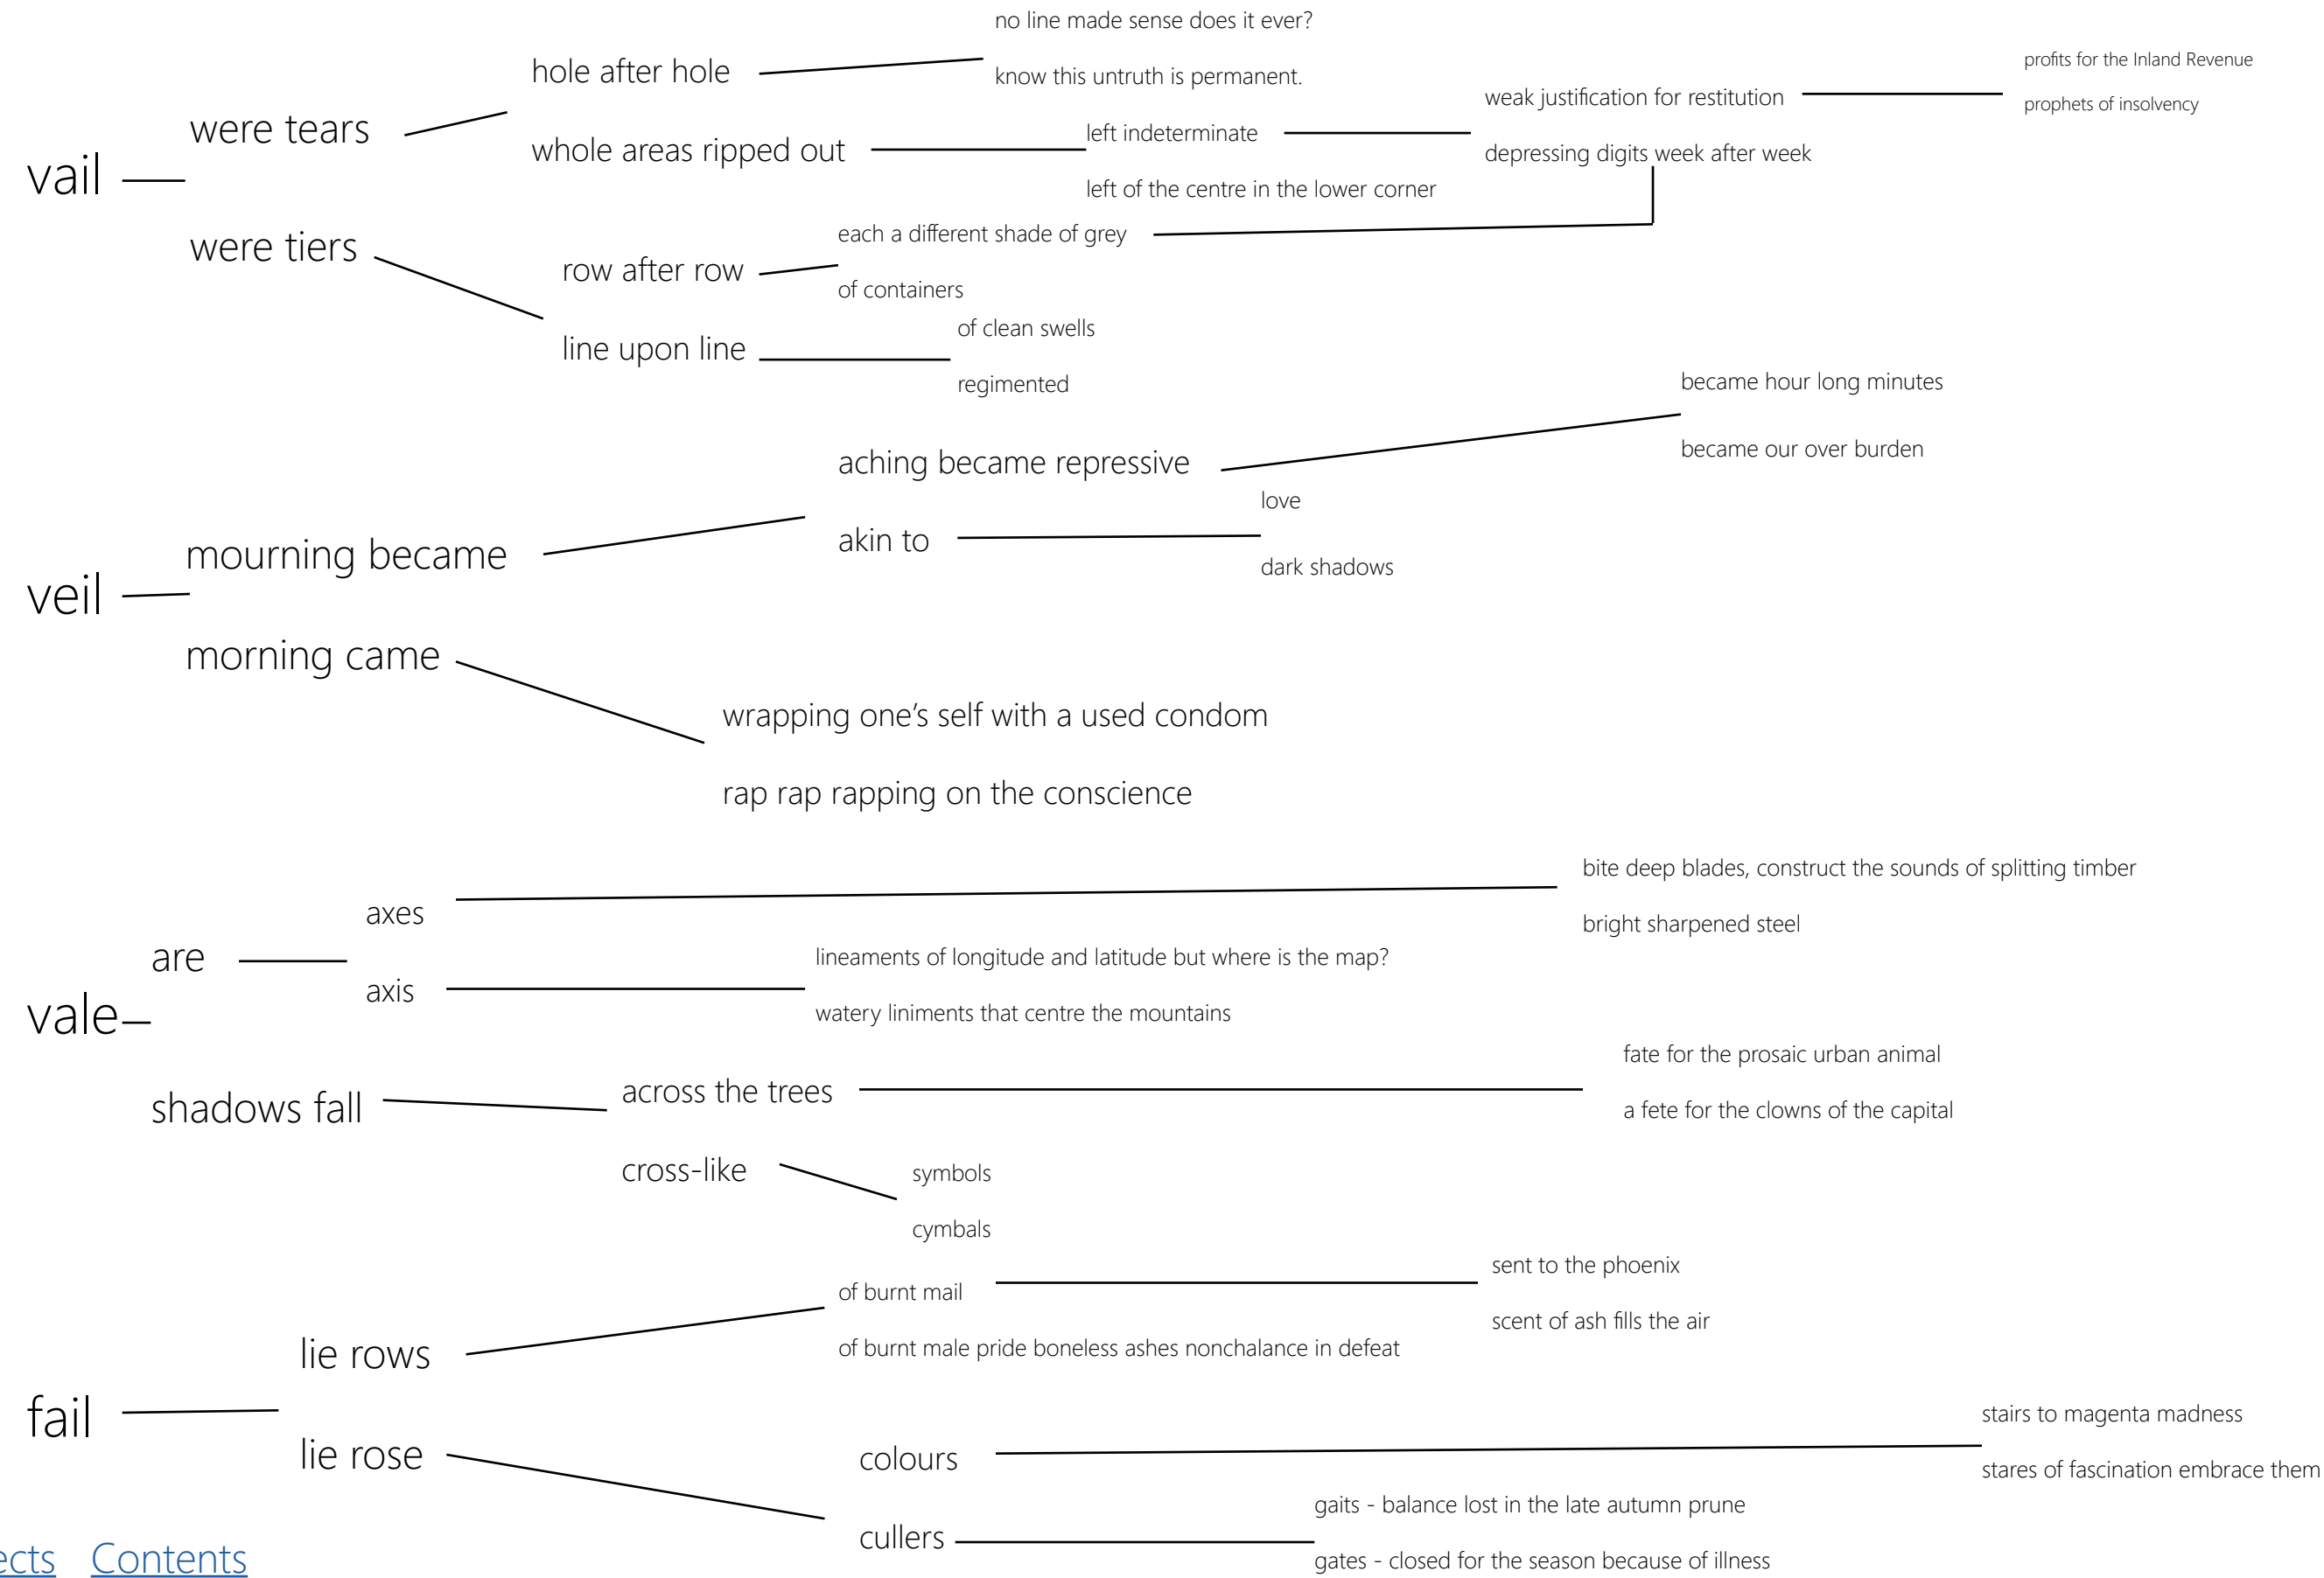 no line made sense does it ever?
hole after hole
know this untruth is permanent.
profits for the Inland Revenue
weak justification for restitution
prophets of insolvency
were tears
left indeterminate
whole areas ripped out
depressing digits week after week
vail
left of the centre in the lower corner
were tiers
each a different shade of grey
row after row
of containers
of clean swells
line upon line
regimented
became hour long minutes
aching became repressive
became our over burden
love
mourning became
akin to
dark shadows
veil
morning came
wrapping one's self with a used condom
rap rap rapping on the conscience
bite deep blades, construct the sounds of splitting timber
axes
bright sharpened steel
are
lineaments of longitude and latitude but where is the map?
axis
vale
watery liniments that centre the mountains
fate for the prosaic urban animal
across the trees
shadows fall
a fete for the clowns of the capital
cross-like
symbols
cymbals
sent to the phoenix
of burnt mail
scent of ash fills the air
lie rows
of burnt male pride boneless ashes nonchalance in defeat
fail
stairs to magenta madness
lie rose
colours
stares of fascination embrace them
gaits - balance lost in the late autumn prune
cullers
gates - closed for the season because of illness
ects Contents